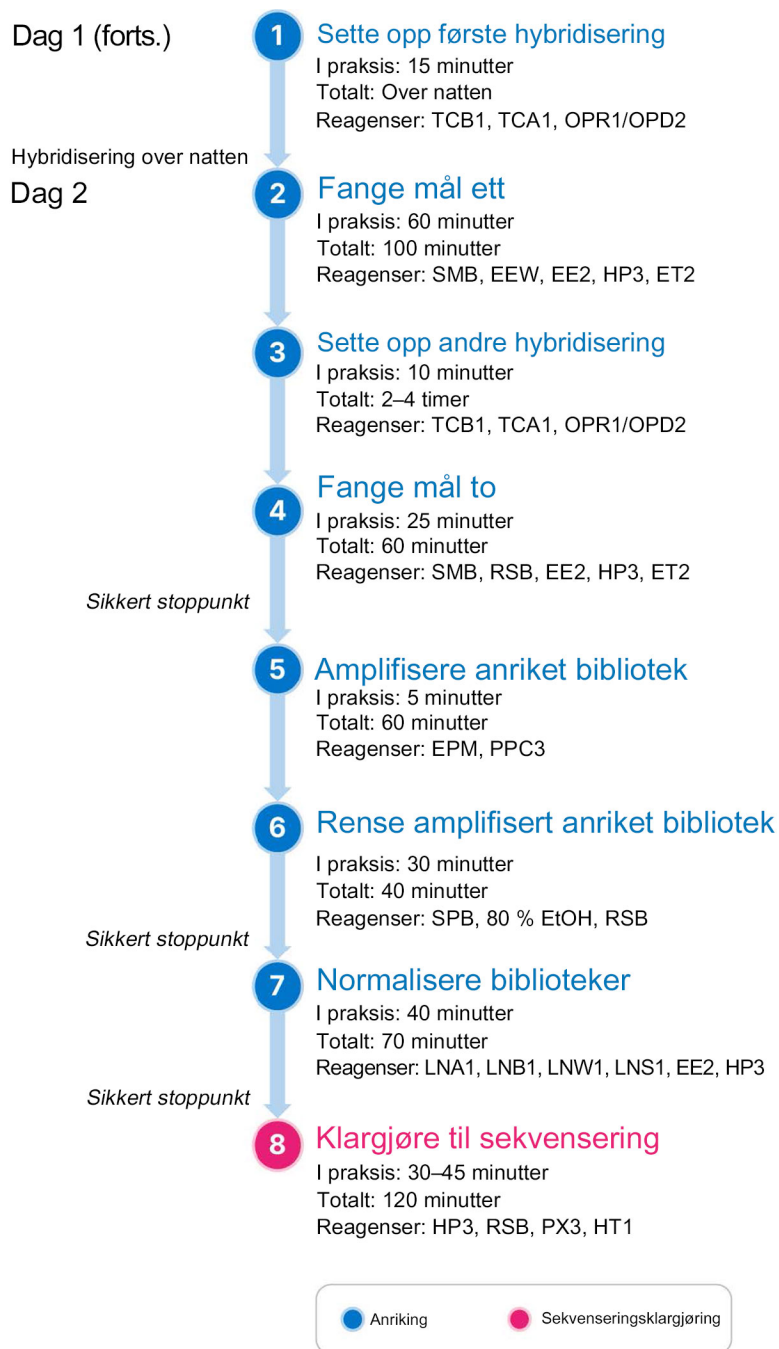 Dag 1 (forts.)
1
Sette opp første hybridisering
I praksis: 15 minutter
Totalt: Over natten
Reagenser: TCB1, TCA1, OPR1/OPD2
Hybridisering over natten
Dag 2
2
Fange mål ett
I praksis: 60 minutter
Totalt: 100 minutter
Reagenser: SMB, EEW, EE2, HP3, ET2
3
Sette opp andre hybridisering
I praksis: 10 minutter
Totalt: 2–4 timer
Reagenser: TCB1, TCA1, OPR1/OPD2
4
Fange mål to
I praksis: 25 minutter
Totalt: 60 minutter
Reagenser: SMB, RSB, EE2, HP3, ET2
Sikkert stoppunkt
5
Amplifisere anriket bibliotek
I praksis: 5 minutter
Totalt: 60 minutter
Reagenser: EPM, PPC3
6
Rense amplifisert anriket bibliotek
I praksis: 30 minutter
Totalt: 40 minutter
Reagenser: SPB, 80 % EtOH, RSB
Sikkert stoppunkt
7
Normalisere biblioteker
I praksis: 40 minutter
Totalt: 70 minutter
Reagenser: LNA1, LNB1, LNW1, LNS1, EE2, HP3
Sikkert stoppunkt
8
Klargjøre til sekvensering
I praksis: 30–45 minutter
Totalt: 120 minutter
Reagenser: HP3, RSB, PX3, HT1
Anriking
Sekvenseringsklargjøring